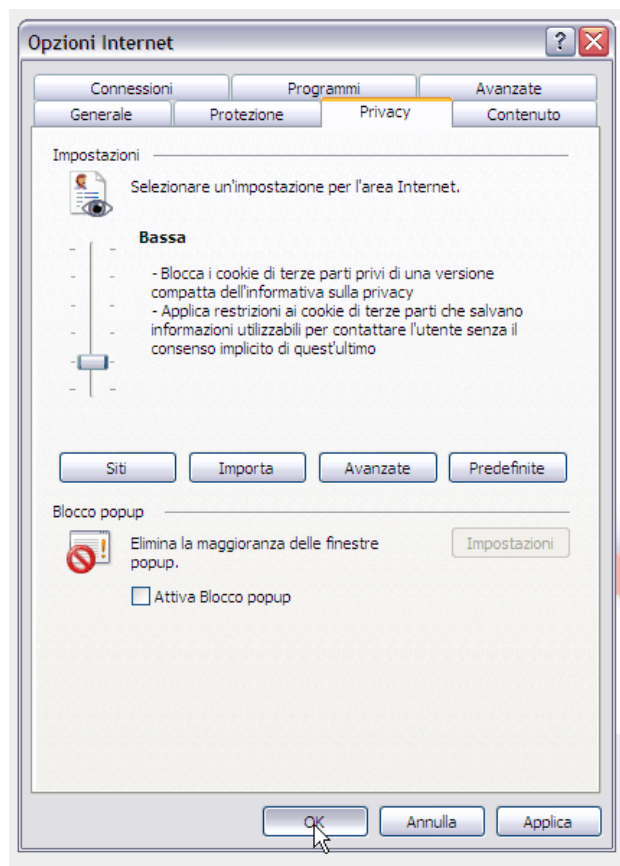 Opzioni Internet
?
Connessioni Programmi Avanzate
Generale Protezione Privacy Contenuto
Impostazioni
Selezionare un'impostazione per l'area Internet.
Bassa
- Blocca i cookie di terze parti privi di una versione
compatta dell'informativa sulla privacy
- Applica restrizioni ai cookie di terze parti che salvano
informazioni utilizzabili per contattare l'utente senza il
consenso implicito di quest'ultimo
Siti Importa Avanzate Predefinite
Blocco popup
Elimina la maggioranza delle finestre
popup.
Impostazioni
Attiva Blocco popup
OK Annulla Applica